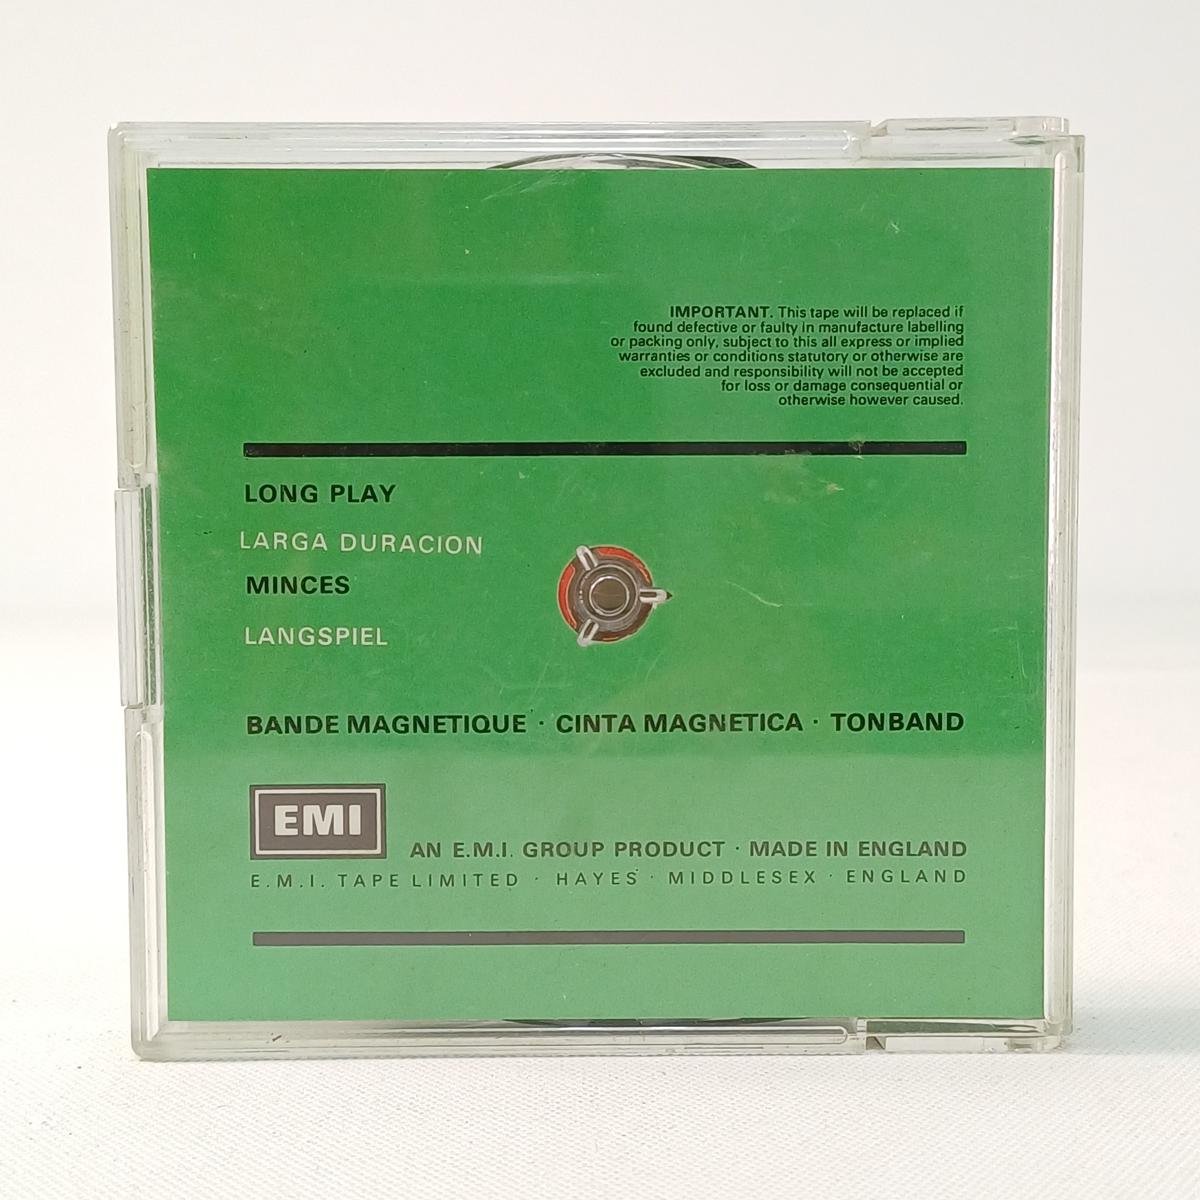 IMPORTANT. This tape will be replaced if
found defective or faulty in manufacture labelling
or packing only, subject to this all express or implied
warranties or conditions statutory or otherwise are
excluded and responsibility will not be accepted
for loss or damage consequential or
otherwise however caused.
LONG PLAY
LARGA DURACION
MINCES
LANGSPIEL
BANDE MAGNETIQUE · CINTA MAGNETICA · TONBAND
EMI
AN E.M.I. GROUP PRODUCT · MADE IN ENGLAND
E.M.I. TAPE LIMITED · HAYES · MIDDLESEX · ENGLAND